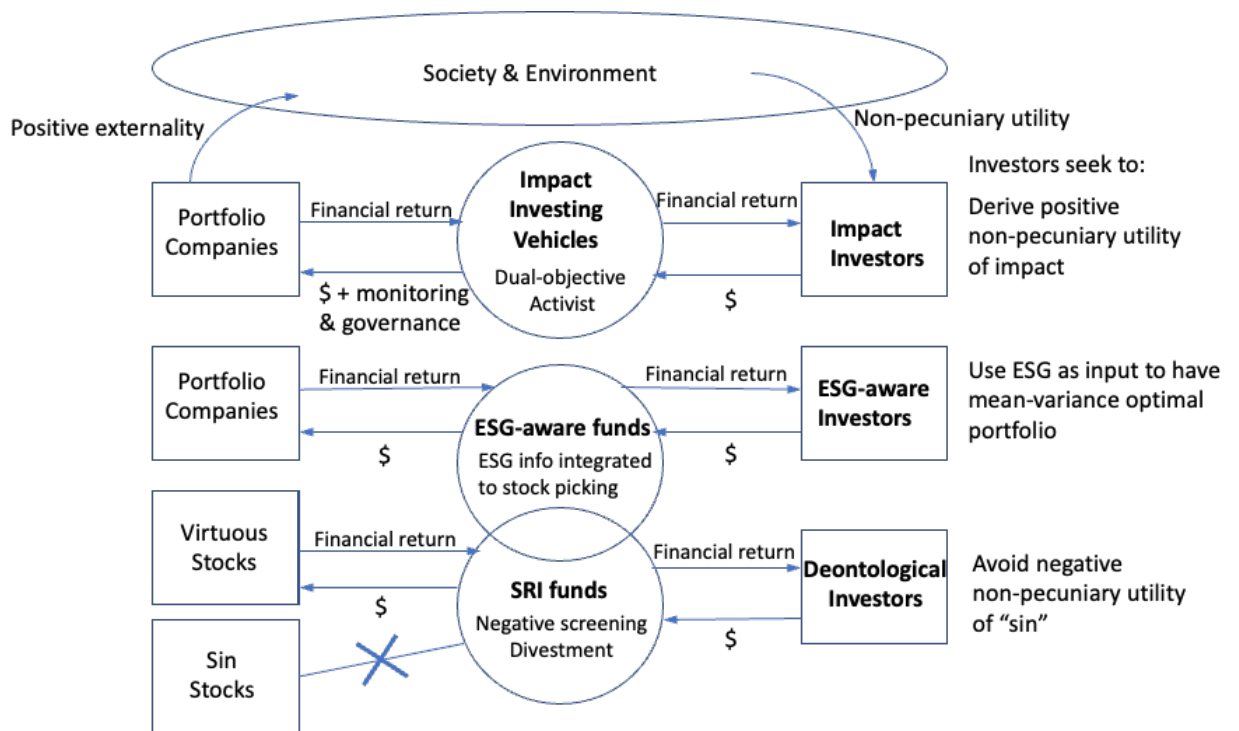 Society & Environment
Positive externality
Non-pecuniary utility
Investors seek to:
Portfolio
Companies
Financial return
$ + monitoring
& governance
Impact
Investing
Vehicles
Dual-objective
Activist
Financial return
$
Impact
Investors
Derive positive
non-pecuniary utility
of impact
Portfolio
Companies
Financial return
$
ESG-aware funds
ESG info integrated
to stock picking
Financial return
$
ESG-aware
Investors
Use ESG as input to have
mean-variance optimal
portfolio
Virtuous
Stocks
Financial return
$
SRI funds
Negative screening
Divestment
Financial return
$
Deontological
Investors
Avoid negative
non-pecuniary utility
of “sin”
Sin
Stocks